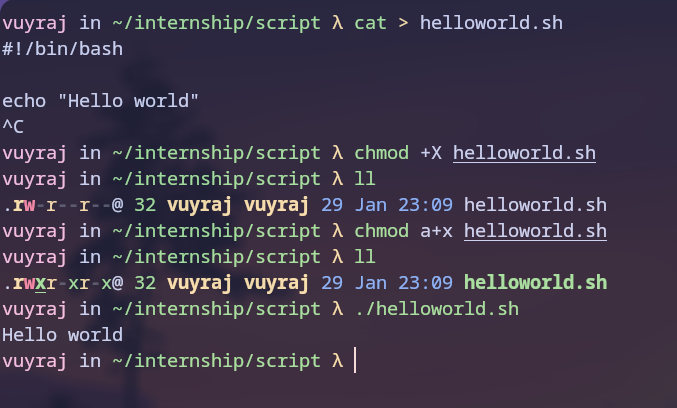 vuyraj in ~/internship/script λ cat > helloworld.sh
#!/bin/bash
echo "Hello world"
^C
vuyraj in ~/internship/script λ chmod +X helloworld.sh
vuyraj in ~/internship/script λ ll
.rw-r--r--@ 32 vuyraj vuyraj 29 Jan 23:09 helloworld.sh
vuyraj in ~/internship/script λ chmod a+x helloworld.sh
vuyraj in ~/internship/script λ ll
.rwxr-xr-x@ 32 vuyraj vuyraj 29 Jan 23:09 helloworld.sh
vuyraj in ~/internship/script λ ./helloworld.sh
Hello world
vuyraj in ~/internship/script λ